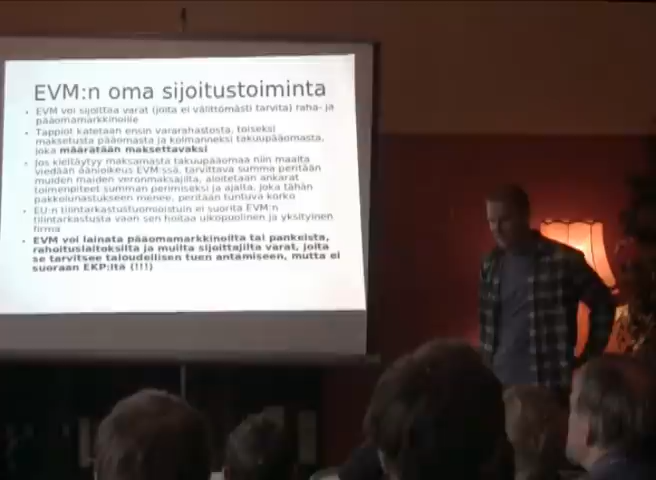 EVM:n oma sijoitustoiminta
• EVM voi sijoittaa varat (joita ei välittömästi tarvita) raha- ja
pääomamarkkinoille
• Tappiot katetaan ensin vararahastosta, toiseksi
maksetusta pääomasta ja kolmanneksi takuupääomasta,
joka määrätään maksettavaksi
• Jos kieltäytyy maksamasta takuupääomaa niin maalta
viedään äänioikeus EVM:ssä, tarvittava summa peritään
muiden maiden veronmaksajilta, aloitetaan ankarat
toimenpiteet summan perimiseksi ja ajalta, joka tähän
pakkolunastukseen menee, peritään tuntuva korko
• EU:n tilintarkastustuomioistuin ei suorita EVM:n
tilintarkastusta vaan sen hoitaa ulkopuolinen ja yksityinen
firma
• EVM voi lainata pääomamarkkinoilta tai pankeista,
rahoituslaitoksilta ja muilta sijoittajilta varat, joita
se tarvitsee taloudellisen tuen antamiseen, mutta ei
suoraan EKP:ltä (!!!)